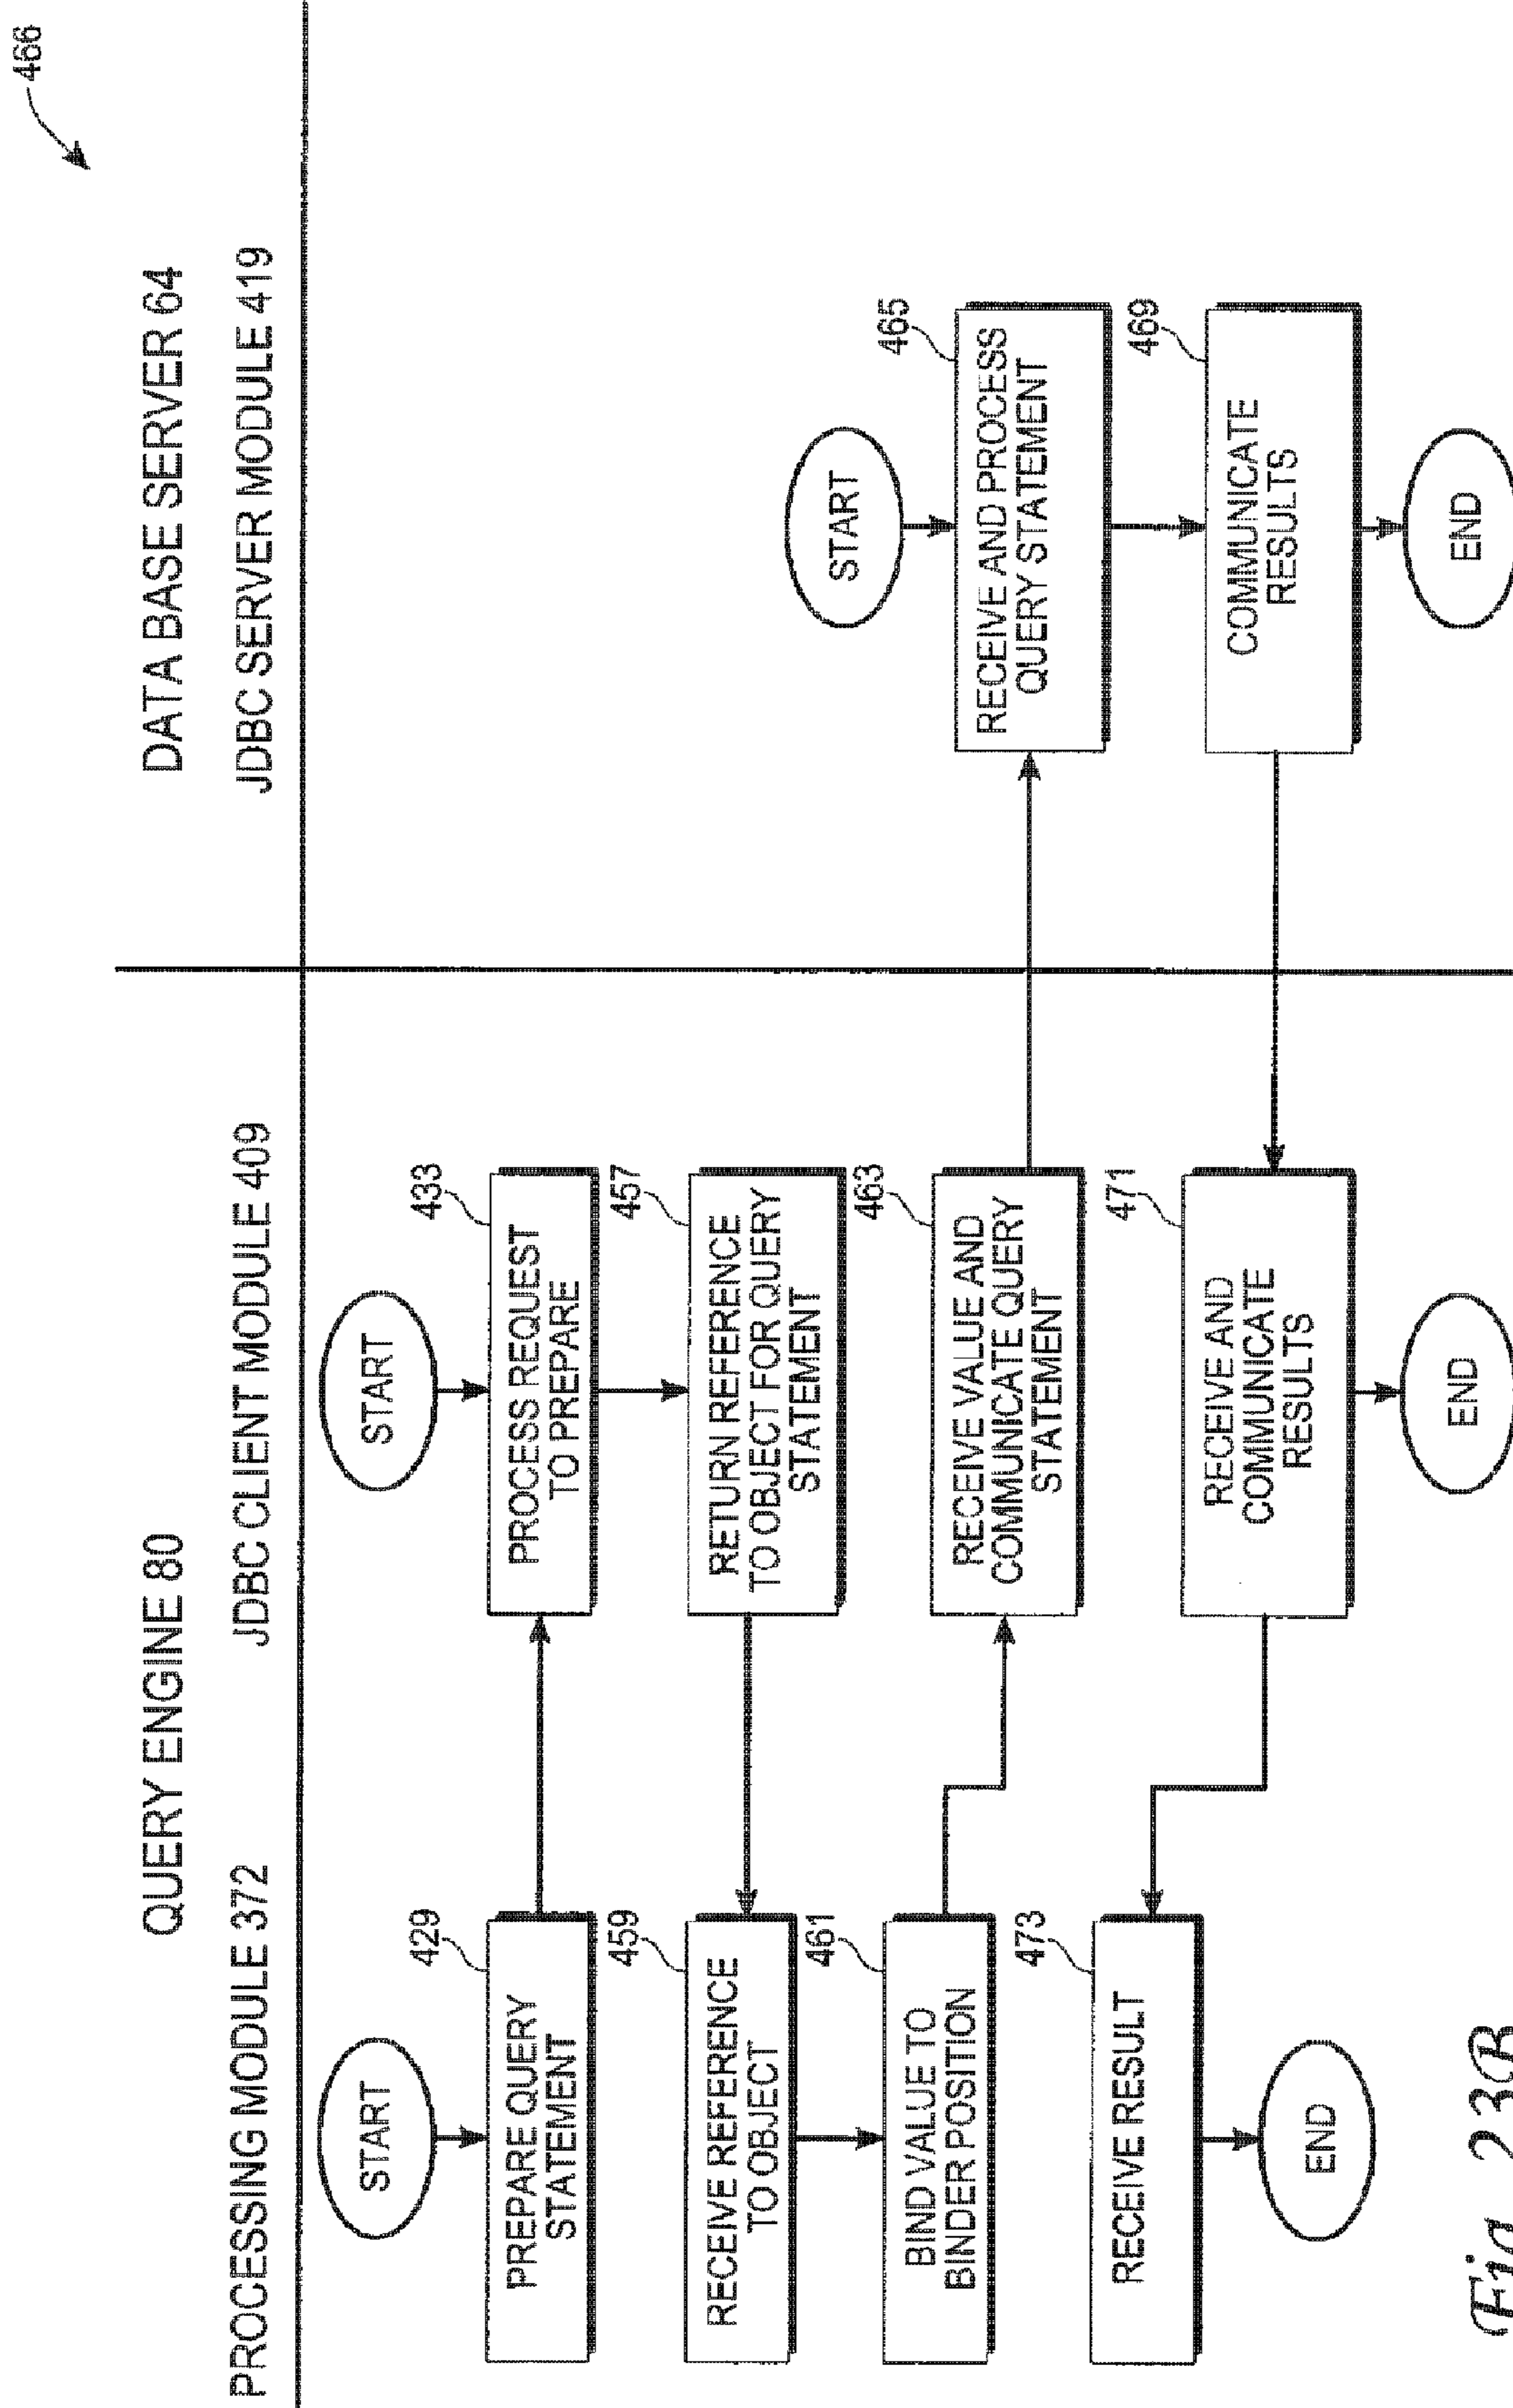 466
QUERY ENGINE 80
DATA BASE SERVER 64
PROCESSING MODULE 372
JDBC CLIENT MODULE 409
JDBC SERVER MODULE 419
START
429
PREPARE QUERY
STATEMENT
459
RECEIVE REFERENCE
TO OBJECT
461
BIND VALUE TO
BINDER POSITION
473
RECEIVE RESULT
END
START
433
PROCESS REQUEST
TO PREPARE
457
RETURN REFERENCE
TO OBJECT FOR QUERY
STATEMENT
463
RECEIVE VALUE AND
COMMUNICATE QUERY
STATEMENT
471
RECEIVE AND
COMMUNICATE
RESULTS
END
START
465
RECEIVE AND PROCESS
QUERY STATEMENT
469
COMMUNICATE
RESULTS
END
Fig. 23B